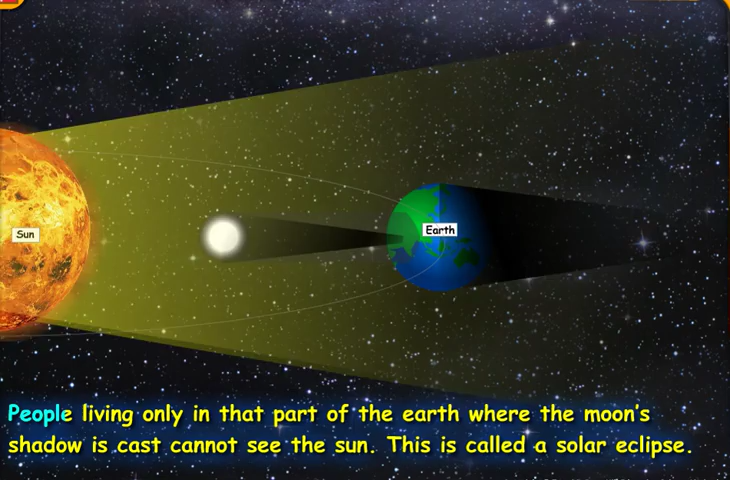 Sun
Earth
People living only in that part of the earth where the moon's
shadow is cast cannot see the sun. This is called a solar eclipse.